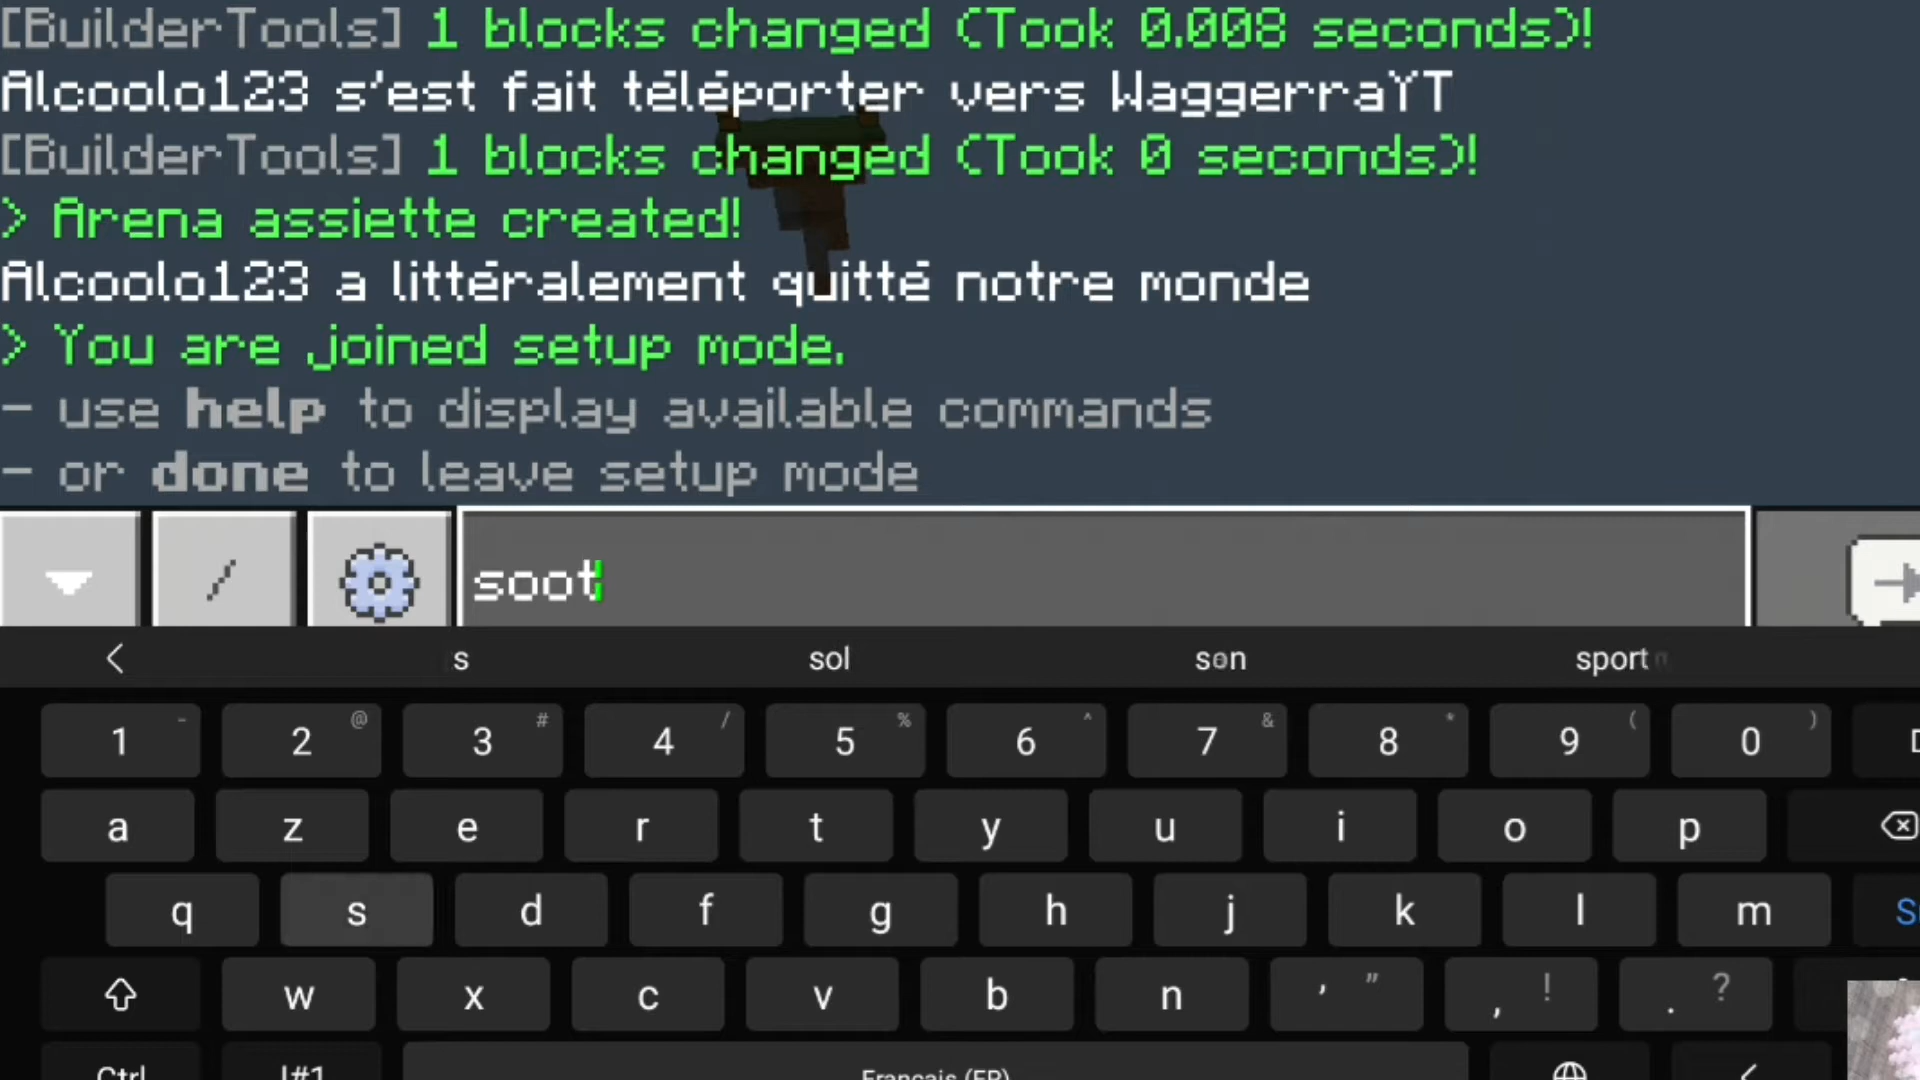 [BuilderTools] 1 blocks changed (Took 0.008 seconds)!
Alcoolo123 s'est fait téléporter vers WaggerraYT
[BuilderTools] 1 blocks changed (Took 0 seconds)!
> Arena assiette created!
Alcoolo123 a littéralement quitté notre monde
> You are joined setup mode.
- use help to display available commands
- or done to leave setup mode
/ soot
s sol son sport
1 - 2 @ 3 # 4 / 5 % 6 ^ 7 & 8 * 9 ( 0 )
a z e r t y u i o p
q s d f g h j k l m
w x c v b n ' " , ! . ?
Ctrl !#1 Français (FR)